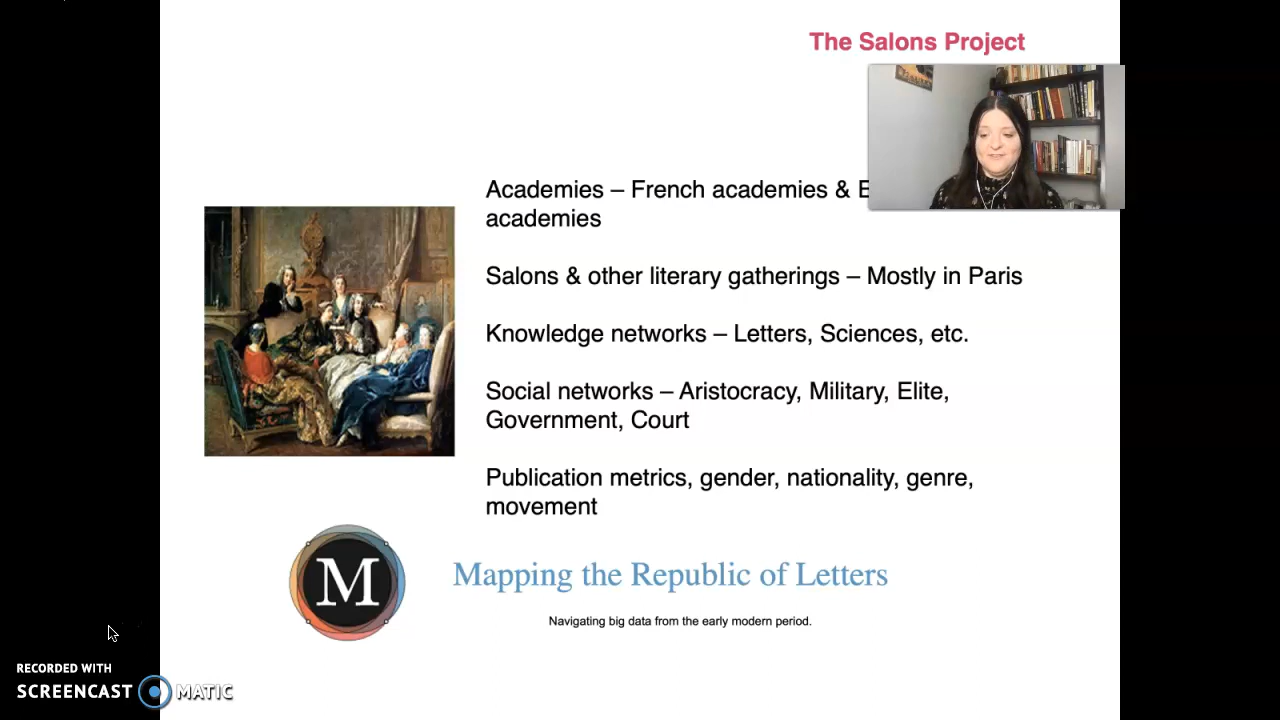 The Salons Project
Academies – French academies &
academies
Salons & other literary gatherings – Mostly in Paris
Knowledge networks – Letters, Sciences, etc.
Social networks – Aristocracy, Military, Elite,
Government, Court
Publication metrics, gender, nationality, genre,
movement
M
Mapping the Republic of Letters
Navigating big data from the early modern period.
RECORDED WITH
SCREENCAST MATIC